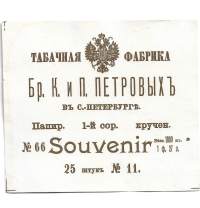 ТАБАЧНАЯ ФАБРИКА
Бр. К. и П. ПЕТРОВЫХЪ
ВЪ С.-ПЕТЕРБУРГѢ.
Папир. 1-й сор. кручен.
№ 66 Souvenir
25 штукъ № 11.